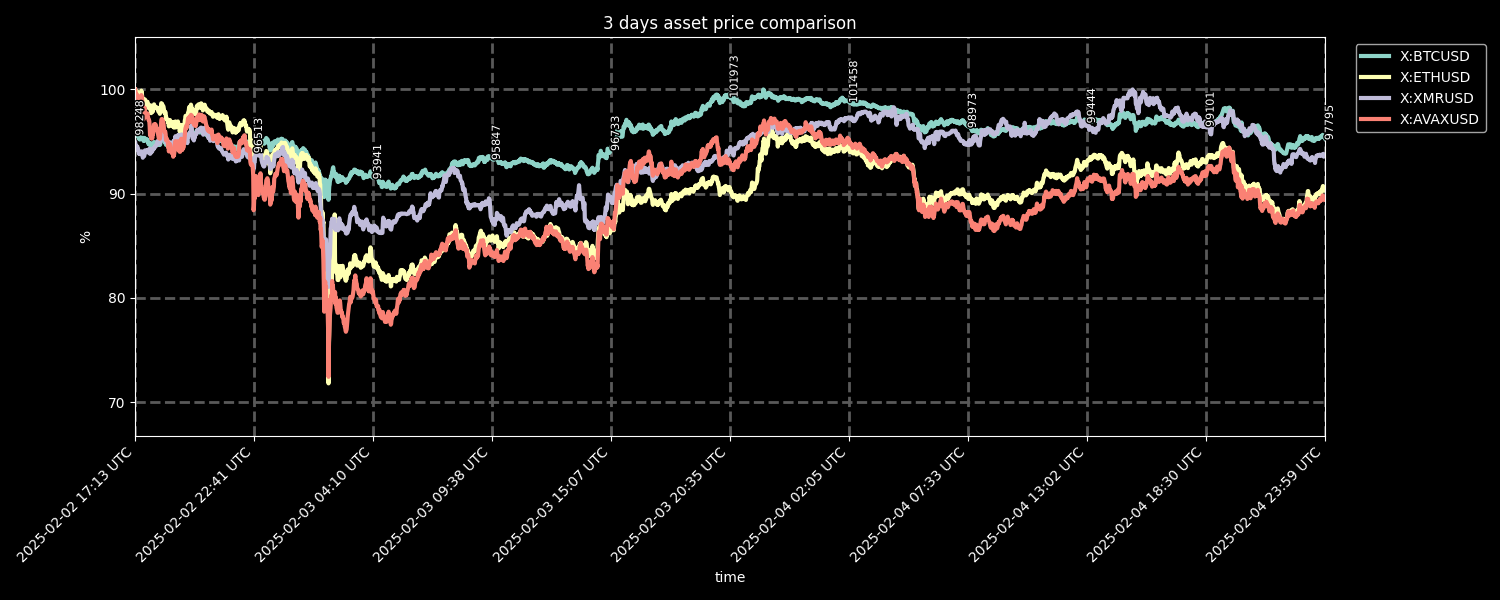 3 days asset price comparison
X:BTCUSD
X:ETHUSD
X:XMRUSD
X:AVAXUSD
100
90
80
70
%
98248
96513
93941
95847
96733
101973
101458
98973
99444
99101
97795
2025-02-02 17:13 UTC
2025-02-02 22:41 UTC
2025-02-03 04:10 UTC
2025-02-03 09:38 UTC
2025-02-03 15:07 UTC
2025-02-03 20:35 UTC
2025-02-04 02:05 UTC
2025-02-04 07:33 UTC
2025-02-04 13:02 UTC
2025-02-04 18:30 UTC
2025-02-04 23:59 UTC
time